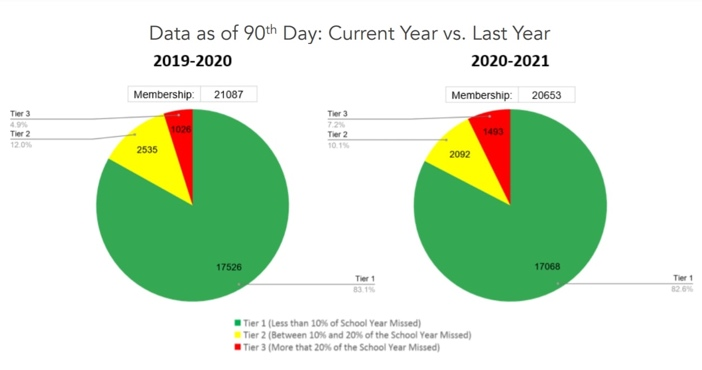 Data as of 90th Day: Current Year vs. Last Year
2019-2020
Membership: 21087
Tier 3
4.9%
Tier 2
12.0%
1026
2535
17526
Tier 1
83.1%
2020-2021
Membership: 20653
Tier 3
7.2%
Tier 2
10.1%
1493
2092
17068
Tier 1
82.6%
Tier 1 (Less than 10% of School Year Missed)
Tier 2 (Between 10% and 20% of the School Year Missed)
Tier 3 (More that 20% of the School Year Missed)